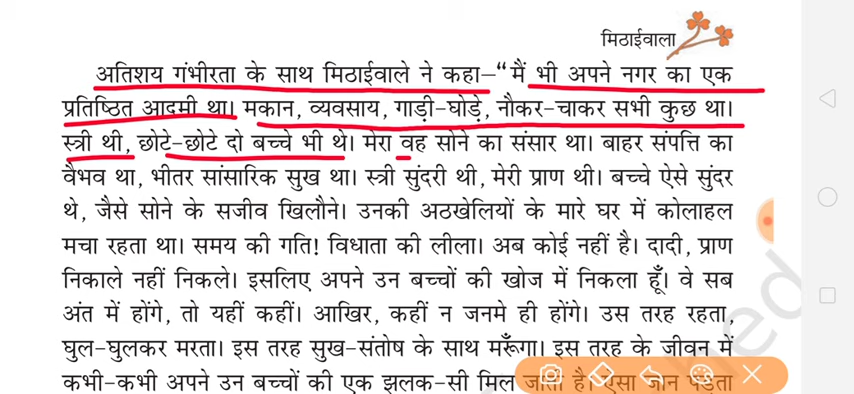 मिठाईवाला
अतिशय गंभीरता के साथ मिठाईवाले ने कहा–“मैं भी अपने नगर का एक
प्रतिष्ठित आदमी था। मकान, व्यवसाय, गाड़ी-घोड़े, नौकर-चाकर सभी कुछ था।
स्त्री थी, छोटे-छोटे दो बच्चे भी थे। मेरा वह सोने का संसार था। बाहर संपत्ति का
वैभव था, भीतर सांसारिक सुख था। स्त्री सुंदरी थी, मेरी प्राण थी। बच्चे ऐसे सुंदर
थे, जैसे सोने के सजीव खिलौने। उनकी अठखेलियों के मारे घर में कोलाहल
मचा रहता था। समय की गति! विधाता की लीला। अब कोई नहीं है। दादी, प्राण
निकाले नहीं निकले। इसलिए अपने उन बच्चों की खोज में निकला हूँ। वे सब
अंत में होंगे, तो यहीं कहीं। आखिर, कहीं न जनमे ही होंगे। उस तरह रहता,
घुल-घुलकर मरता। इस तरह सुख-संतोष के साथ मरूँगा। इस तरह के जीवन में
कभी-कभी अपने उन बच्चों की एक झलक-सी मिल जाती है। ऐसा जान पड़ता